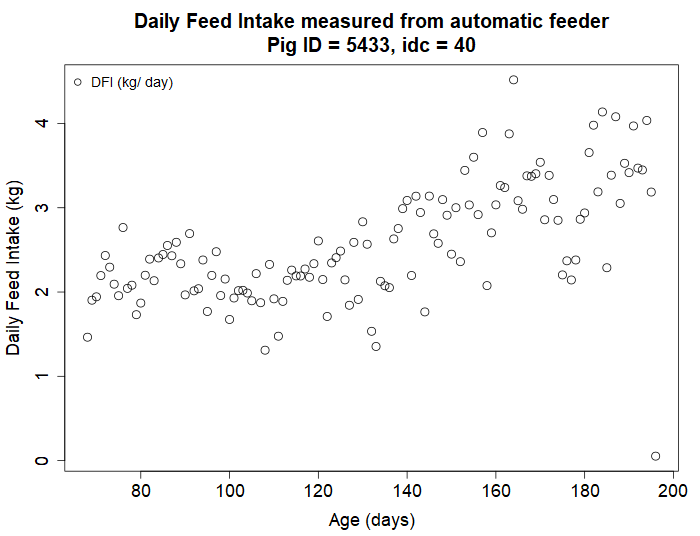 Daily Feed Intake measured from automatic feeder
Pig ID = 5433, idc = 40
DFI (kg/ day)
Daily Feed Intake (kg)
4
3
2
1
0
80 100 120 140 160 180 200
Age (days)